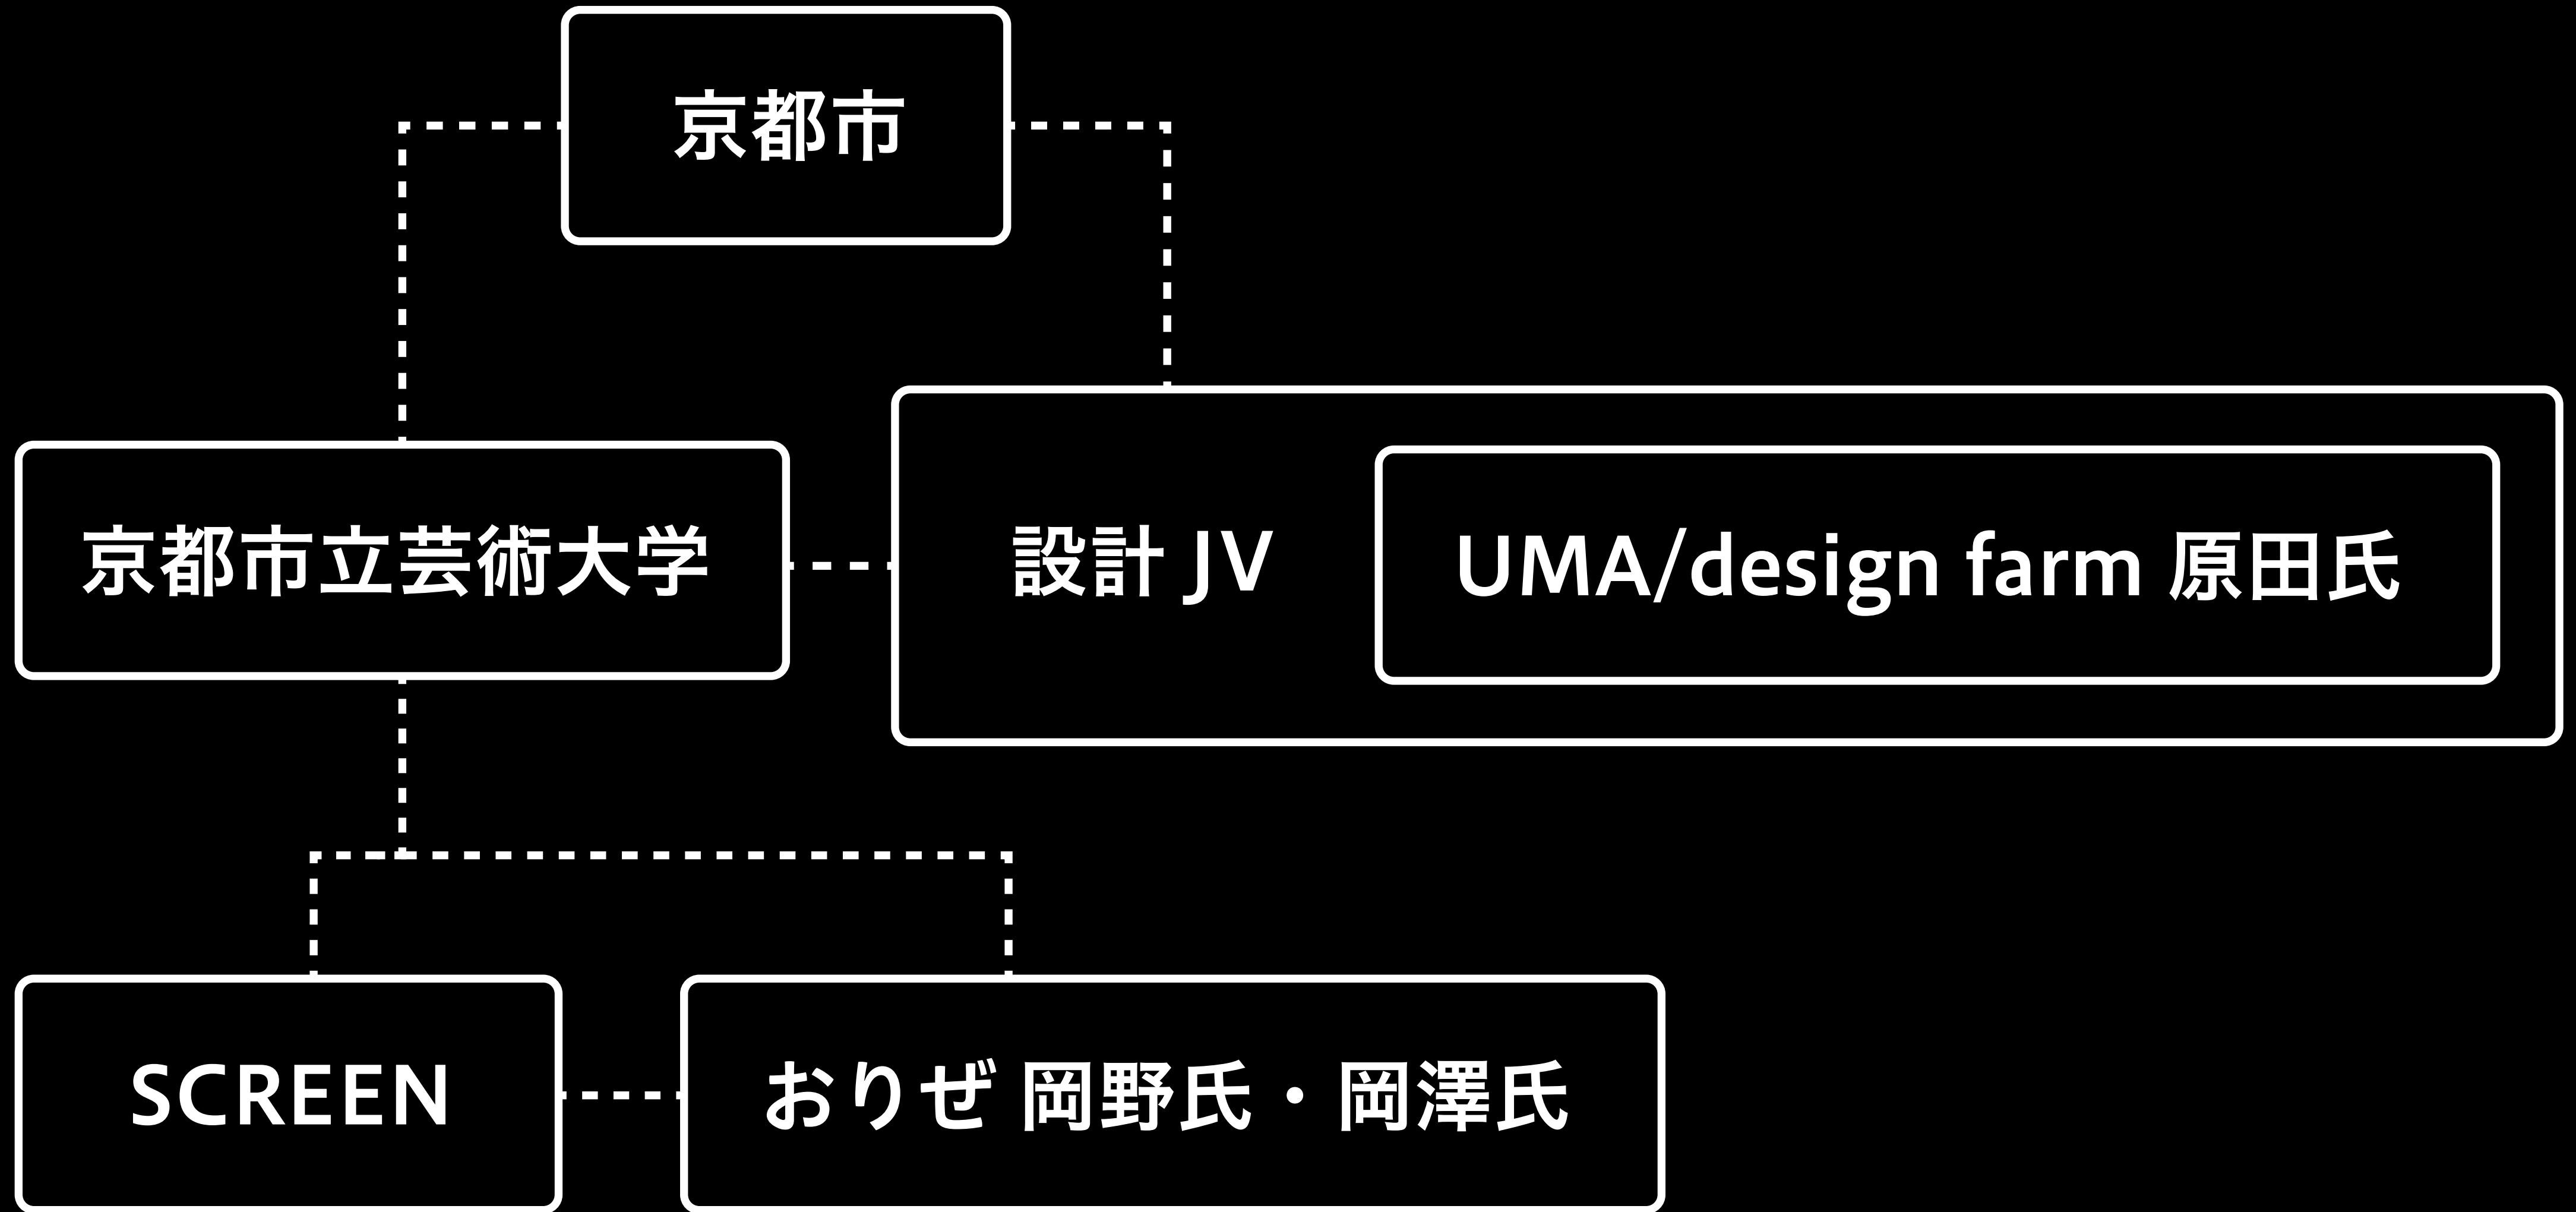 京都市
京都市立芸術大学
設計 JV
UMA/design farm 原田氏
SCREEN
おりぜ 岡野氏・岡澤氏